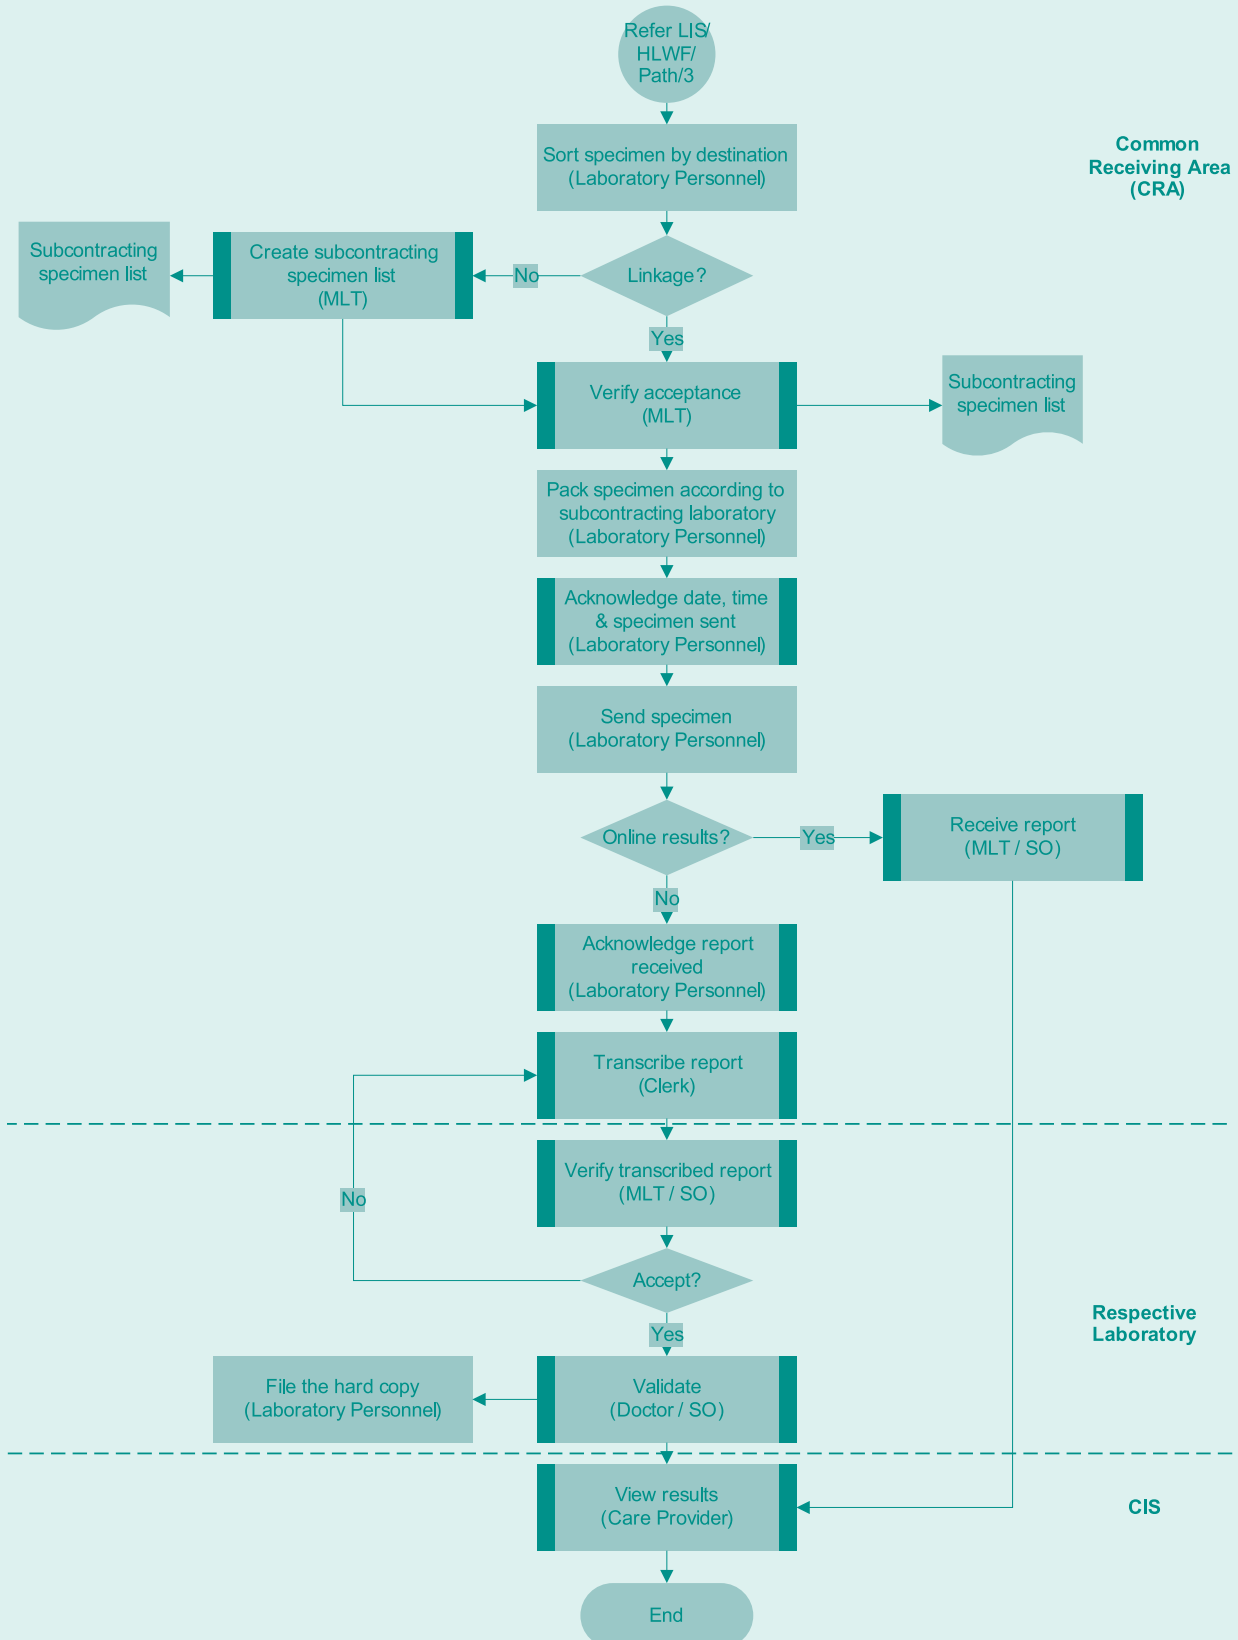 Refer LIS/
HLWF/
Path/3
Sort specimen by destination
(Laboratory Personnel)
Common
Receiving Area
(CRA)
Subcontracting
specimen list
Create subcontracting
specimen list
(MLT)
No
Linkage?
Yes
Verify acceptance
(MLT)
Subcontracting
specimen list
Pack specimen according to
subcontracting laboratory
(Laboratory Personnel)
Acknowledge date, time
& specimen sent
(Laboratory Personnel)
Send specimen
(Laboratory Personnel)
Online results?
Yes
Receive report
(MLT / SO)
No
Acknowledge report
received
(Laboratory Personnel)
Transcribe report
(Clerk)
Verify transcribed report
(MLT / SO)
No
Accept?
Yes
Respective
Laboratory
File the hard copy
(Laboratory Personnel)
Validate
(Doctor / SO)
View results
(Care Provider)
CIS
End